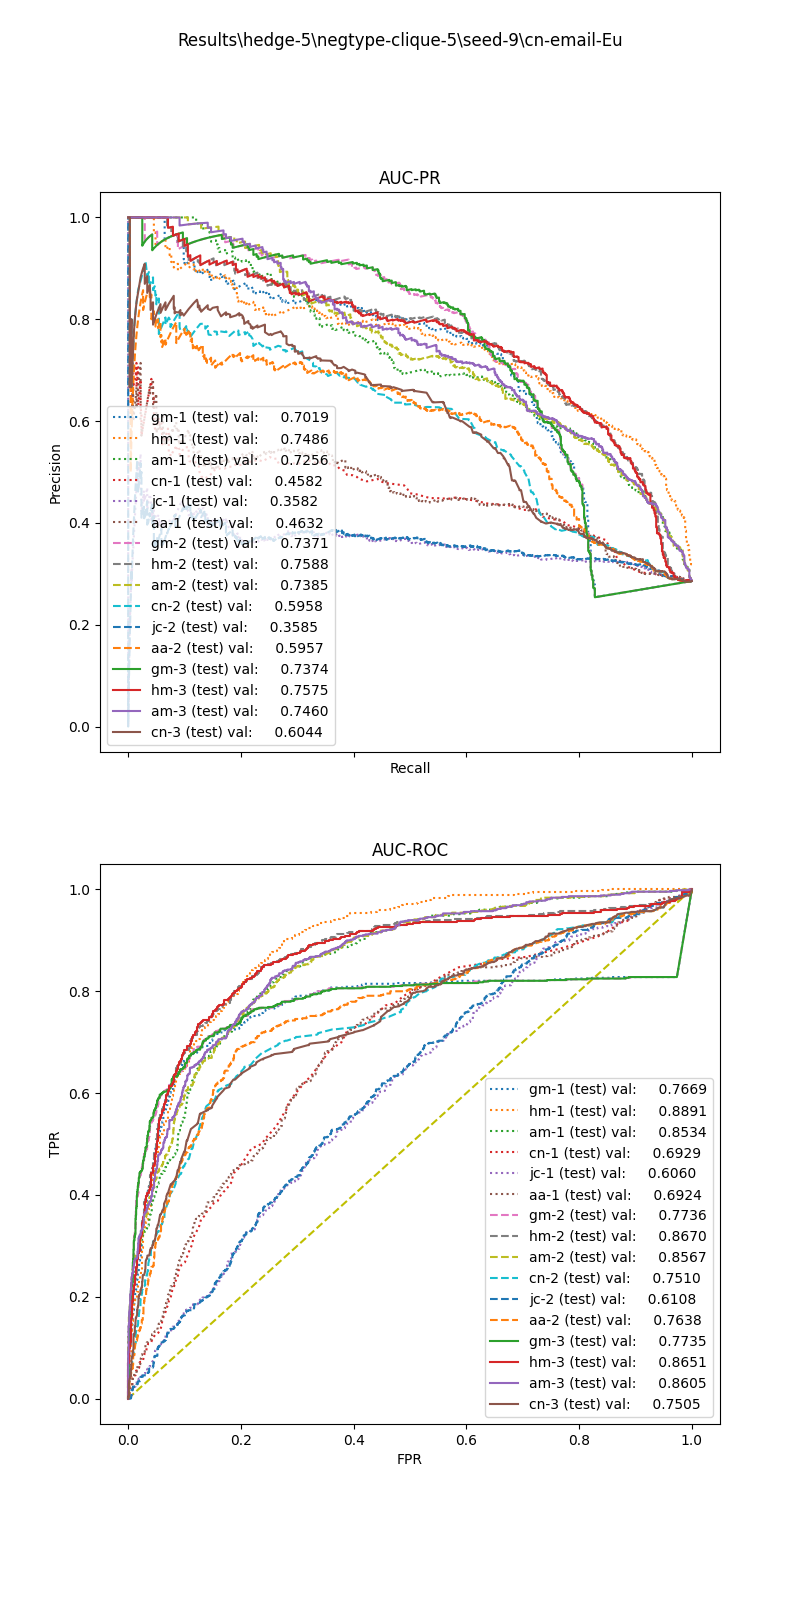 Results\hedge-5\negtype-clique-5\seed-9\cn-email-Eu
AUC-PR
1.0
0.8
0.6
0.4
0.2
0.0
Precision
gm-1 (test) val: 0.7019
hm-1 (test) val: 0.7486
am-1 (test) val: 0.7256
cn-1 (test) val: 0.4582
jc-1 (test) val: 0.3582
aa-1 (test) val: 0.4632
gm-2 (test) val: 0.7371
hm-2 (test) val: 0.7588
am-2 (test) val: 0.7385
cn-2 (test) val: 0.5958
jc-2 (test) val: 0.3585
aa-2 (test) val: 0.5957
gm-3 (test) val: 0.7374
hm-3 (test) val: 0.7575
am-3 (test) val: 0.7460
cn-3 (test) val: 0.6044
Recall
AUC-ROC
1.0
0.8
0.6
0.4
0.2
0.0
TPR
gm-1 (test) val: 0.7669
hm-1 (test) val: 0.8891
am-1 (test) val: 0.8534
cn-1 (test) val: 0.6929
jc-1 (test) val: 0.6060
aa-1 (test) val: 0.6924
gm-2 (test) val: 0.7736
hm-2 (test) val: 0.8670
am-2 (test) val: 0.8567
cn-2 (test) val: 0.7510
jc-2 (test) val: 0.6108
aa-2 (test) val: 0.7638
gm-3 (test) val: 0.7735
hm-3 (test) val: 0.8651
am-3 (test) val: 0.8605
cn-3 (test) val: 0.7505
0.0 0.2 0.4 0.6 0.8 1.0
FPR